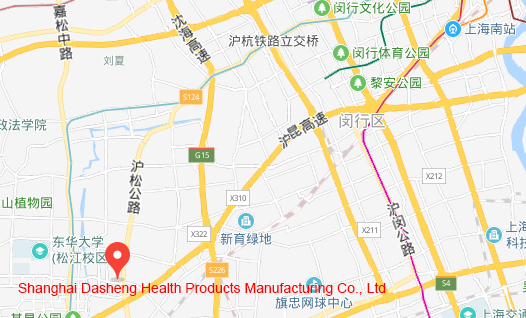 闵行文化公园
嘉松中路
沈海高速
沪杭铁路立交桥
上海南站
刘夏
闵行体育公园
黎安公园
S124
沪昆高速
闵行区
政法学院
G15
沪松公路
X212
山植物园
X310
沪闵公路
新育绿地
X322
X211
上海
科
东华大学
(松江校区
S226
S4
Shanghai Dasheng Health Products Manufacturing Co., Ltd
旗忠网球中心
上海交通